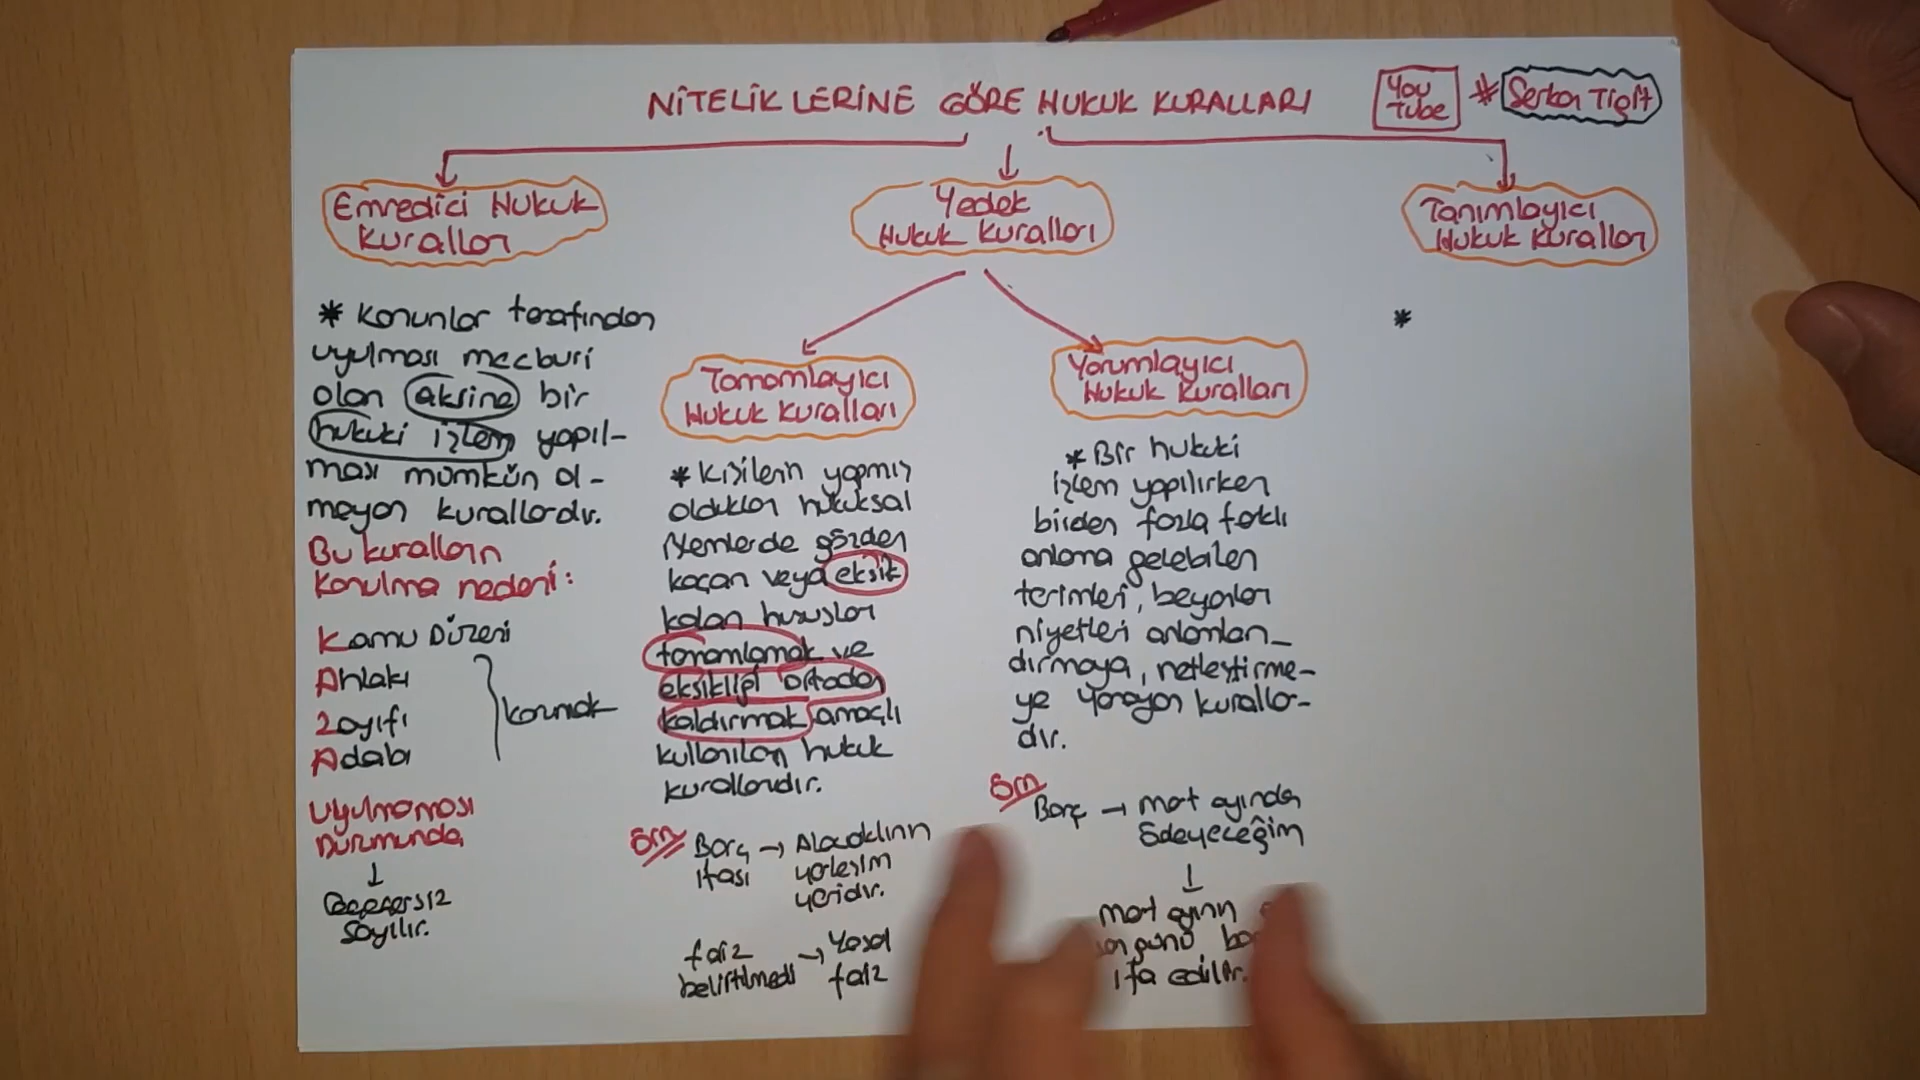 NİTELİKLERİNE GÖRE HUKUK KURALLARI
You
Tube
* Serkan Tigit
Emredici Hukuk
Kuralları
* Kanunlar tarafından
uyulması mecburi
olan aksine bir
hukuki işlem yapıl-
ması mümkün ol-
mayan kurallardır.
Bu kuralların
Konulma nedeni:
Kamu Düzeni
Ahlakı
Zayıfı
Adabı
korumak
Uyulmaması
Durumunda
↓
Geçersiz
Sayılır.
Yedek
Hukuk Kuralları
Tamamlayıcı
Hukuk Kuralları
* Kişilerin yapmış
oldukları hukuksal
işlemlerde gözden
kaçan veya eksik
kalan hususları
tamamlamak ve
eksikliği ortadan
kaldırmak amaçlı
kullanılan hukuk
kurallarıdır.
Örn
Borç → Alacaklının
ifası yerleşim
yeridir.
faiz → Yasal
belirtilmedi faiz
Yorumlayıcı
Hukuk Kuralları
* Bir hukuki
işlem yapılırken
birden fazla farklı
anlama gelebilen
terimleri, beyanları
niyetleri anlamlan-
dırmaya, netleştirme-
ye yarayan kurallar-
dır.
Örn
Borç → mart ayında
ödeyeceğim
↓
mart ayının
günü
ifa edilir.
Tanımlayıcı
Hukuk Kuralları
*